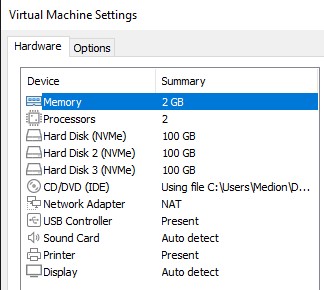 Virtual Machine Settings
Hardware Options
Device Summary
Memory 2 GB
Processors 2
Hard Disk (NVMe) 100 GB
Hard Disk 2 (NVMe) 100 GB
Hard Disk 3 (NVMe) 100 GB
CD/DVD (IDE) Using file C:\Users\Medion\D...
Network Adapter NAT
USB Controller Present
Sound Card Auto detect
Printer Present
Display Auto detect